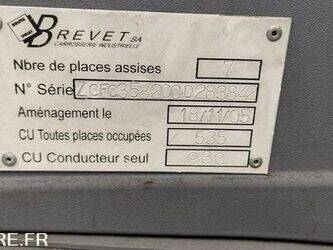 BREVET SA
CARROSSERIE INDUSTRIELLE
Nbre de places assises 7
N° Série ZCFC358200D283842
Aménagement le 18/11/05
CU Toutes places occupées 535
CU Conducteur seul 930
RE.FR